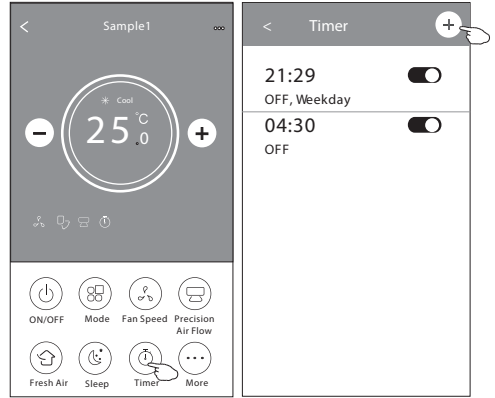 < Sample1 ooo
Cool
25 °C .0
ON/OFF Mode Fan Speed Precision Air Flow
Fresh Air Sleep Timer More
< Timer +
21:29
OFF, Weekday
04:30
OFF